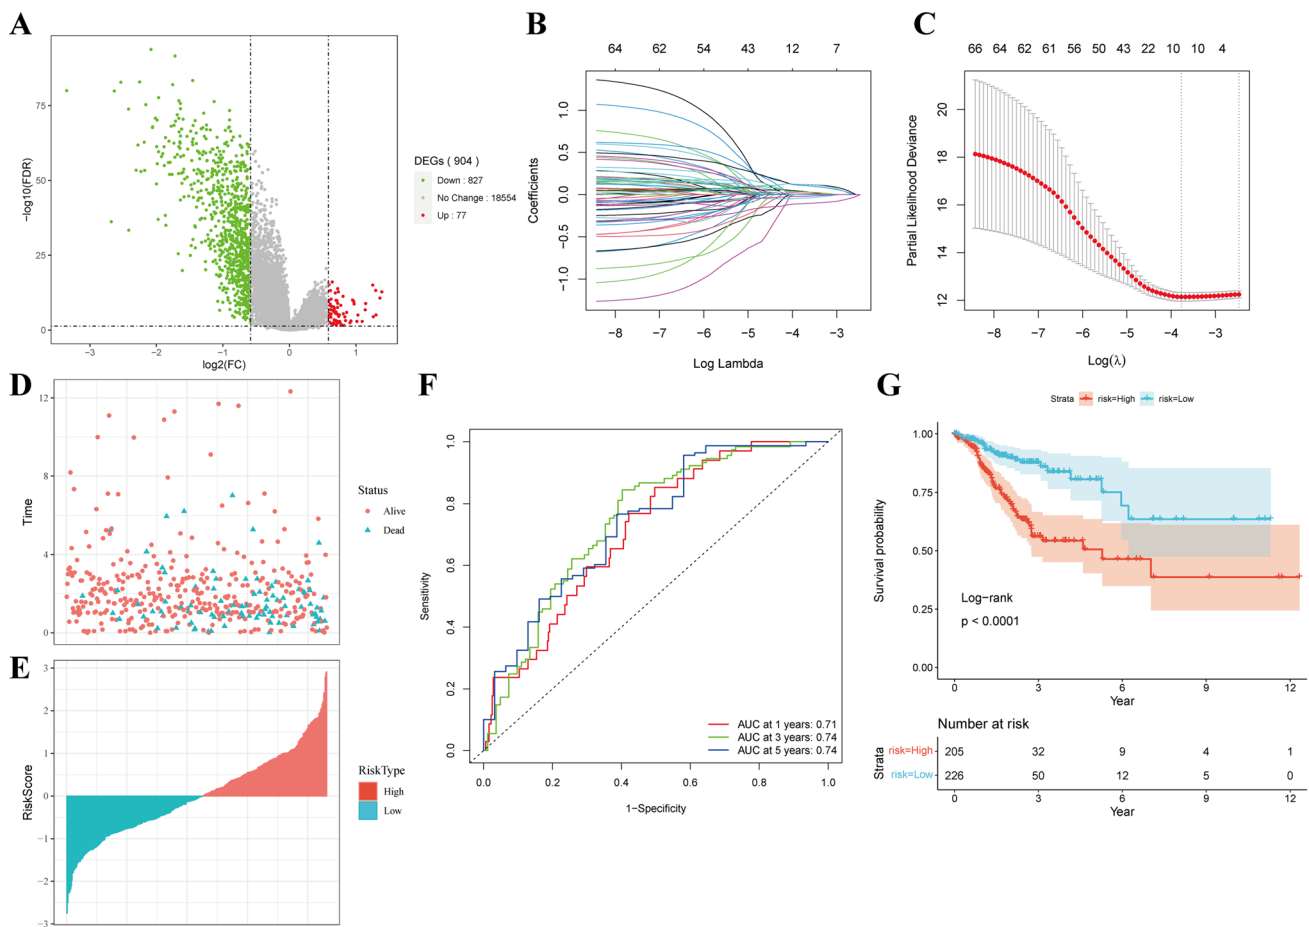 A
−log10(FDR)
75
50
25
0
−3
−2
−1
0
1
log2(FC)
DEGs ( 904 )
Down : 827
No Change : 18554
Up : 77
B
64
62
54
43
12
7
Coefficients
1.0
0.5
0.0
−0.5
−1.0
−8
−7
−6
−5
−4
−3
Log Lambda
C
66
64
62
61
56
50
43
22
10
10
4
Partial Likelihood Deviance
20
18
16
14
12
−8
−7
−6
−5
−4
−3
Log(λ)
D
Time
12
8
4
0
Status
Alive
Dead
E
RiskScore
3
2
1
0
−1
−2
−3
RiskType
High
Low
F
Sensitivity
1.0
0.8
0.6
0.4
0.2
0.0
0.0
0.2
0.4
0.6
0.8
1.0
1−Specificity
AUC at 1 years: 0.71
AUC at 3 years: 0.74
AUC at 5 years: 0.74
G
Strata risk=High risk=Low
Survival probability
1.00
0.75
0.50
0.25
0.00
Log−rank
p < 0.0001
0
3
6
9
12
Year
Number at risk
Strata
risk=High 205 32 9 4 1
risk=Low 226 50 12 5 0
0
3
6
9
12
Year